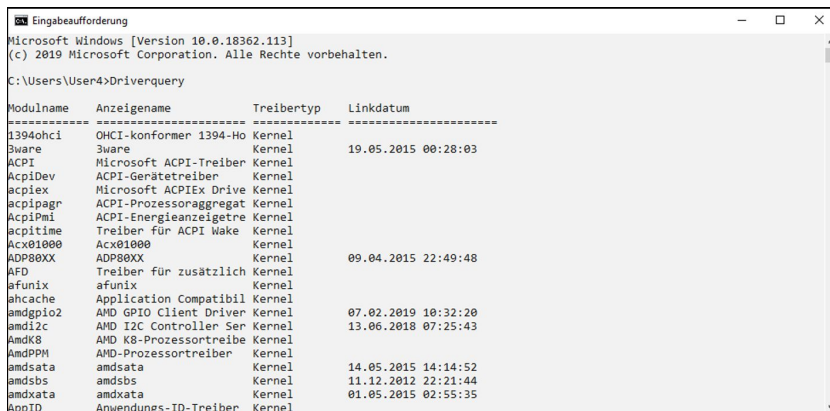 Eingabeaufforderung
Microsoft Windows [Version 10.0.18362.113]
(c) 2019 Microsoft Corporation. Alle Rechte vorbehalten.
C:\Users\User4>Driverquery
Modulname    Anzeigename            Treibertyp    Linkdatum
============ ====================== ============= ======================
1394ohci     OHCI-konformer 1394-Ho Kernel
3ware        3ware                  Kernel        19.05.2015 00:28:03
ACPI         Microsoft ACPI-Treiber Kernel
AcpiDev      ACPI-Gerätetreiber     Kernel
acpiex       Microsoft ACPIEx Drive Kernel
acpipagr     ACPI-Prozessoraggregat Kernel
AcpiPmi      ACPI-Energieanzeigetre Kernel
acpitime     Treiber für ACPI Wake  Kernel
Acx01000     Acx01000               Kernel
ADP80XX      ADP80XX                Kernel        09.04.2015 22:49:48
AFD          Treiber für zusätzlich Kernel
afunix       afunix                 Kernel
ahcache      Application Compatibil Kernel
amdgpio2     AMD GPIO Client Driver Kernel        07.02.2019 10:32:20
amdi2c       AMD I2C Controller Ser Kernel        13.06.2018 07:25:43
AmdK8        AMD K8-Prozessortreibe Kernel
AmdPPM       AMD-Prozessortreiber   Kernel
amdsata      amdsata                Kernel        14.05.2015 14:14:52
amdsbs       amdsbs                 Kernel        11.12.2012 22:21:44
amdxata      amdxata                Kernel        01.05.2015 02:55:35
AppID        Anwendungs-ID-Treiber  Kernel